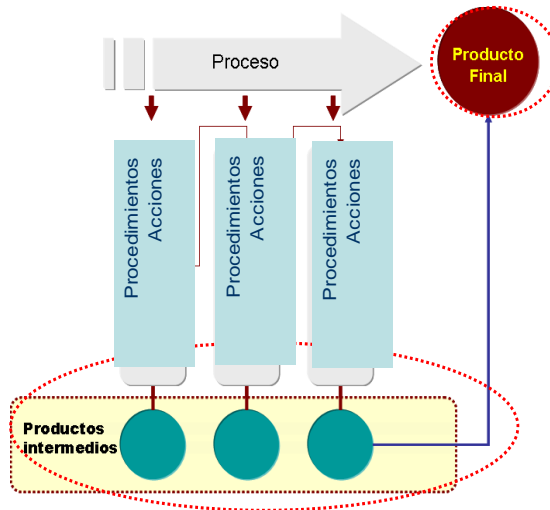 Proceso
Producto
Final
Procedimientos
Acciones
Procedimientos
Acciones
Procedimientos
Acciones
Productos
intermedios